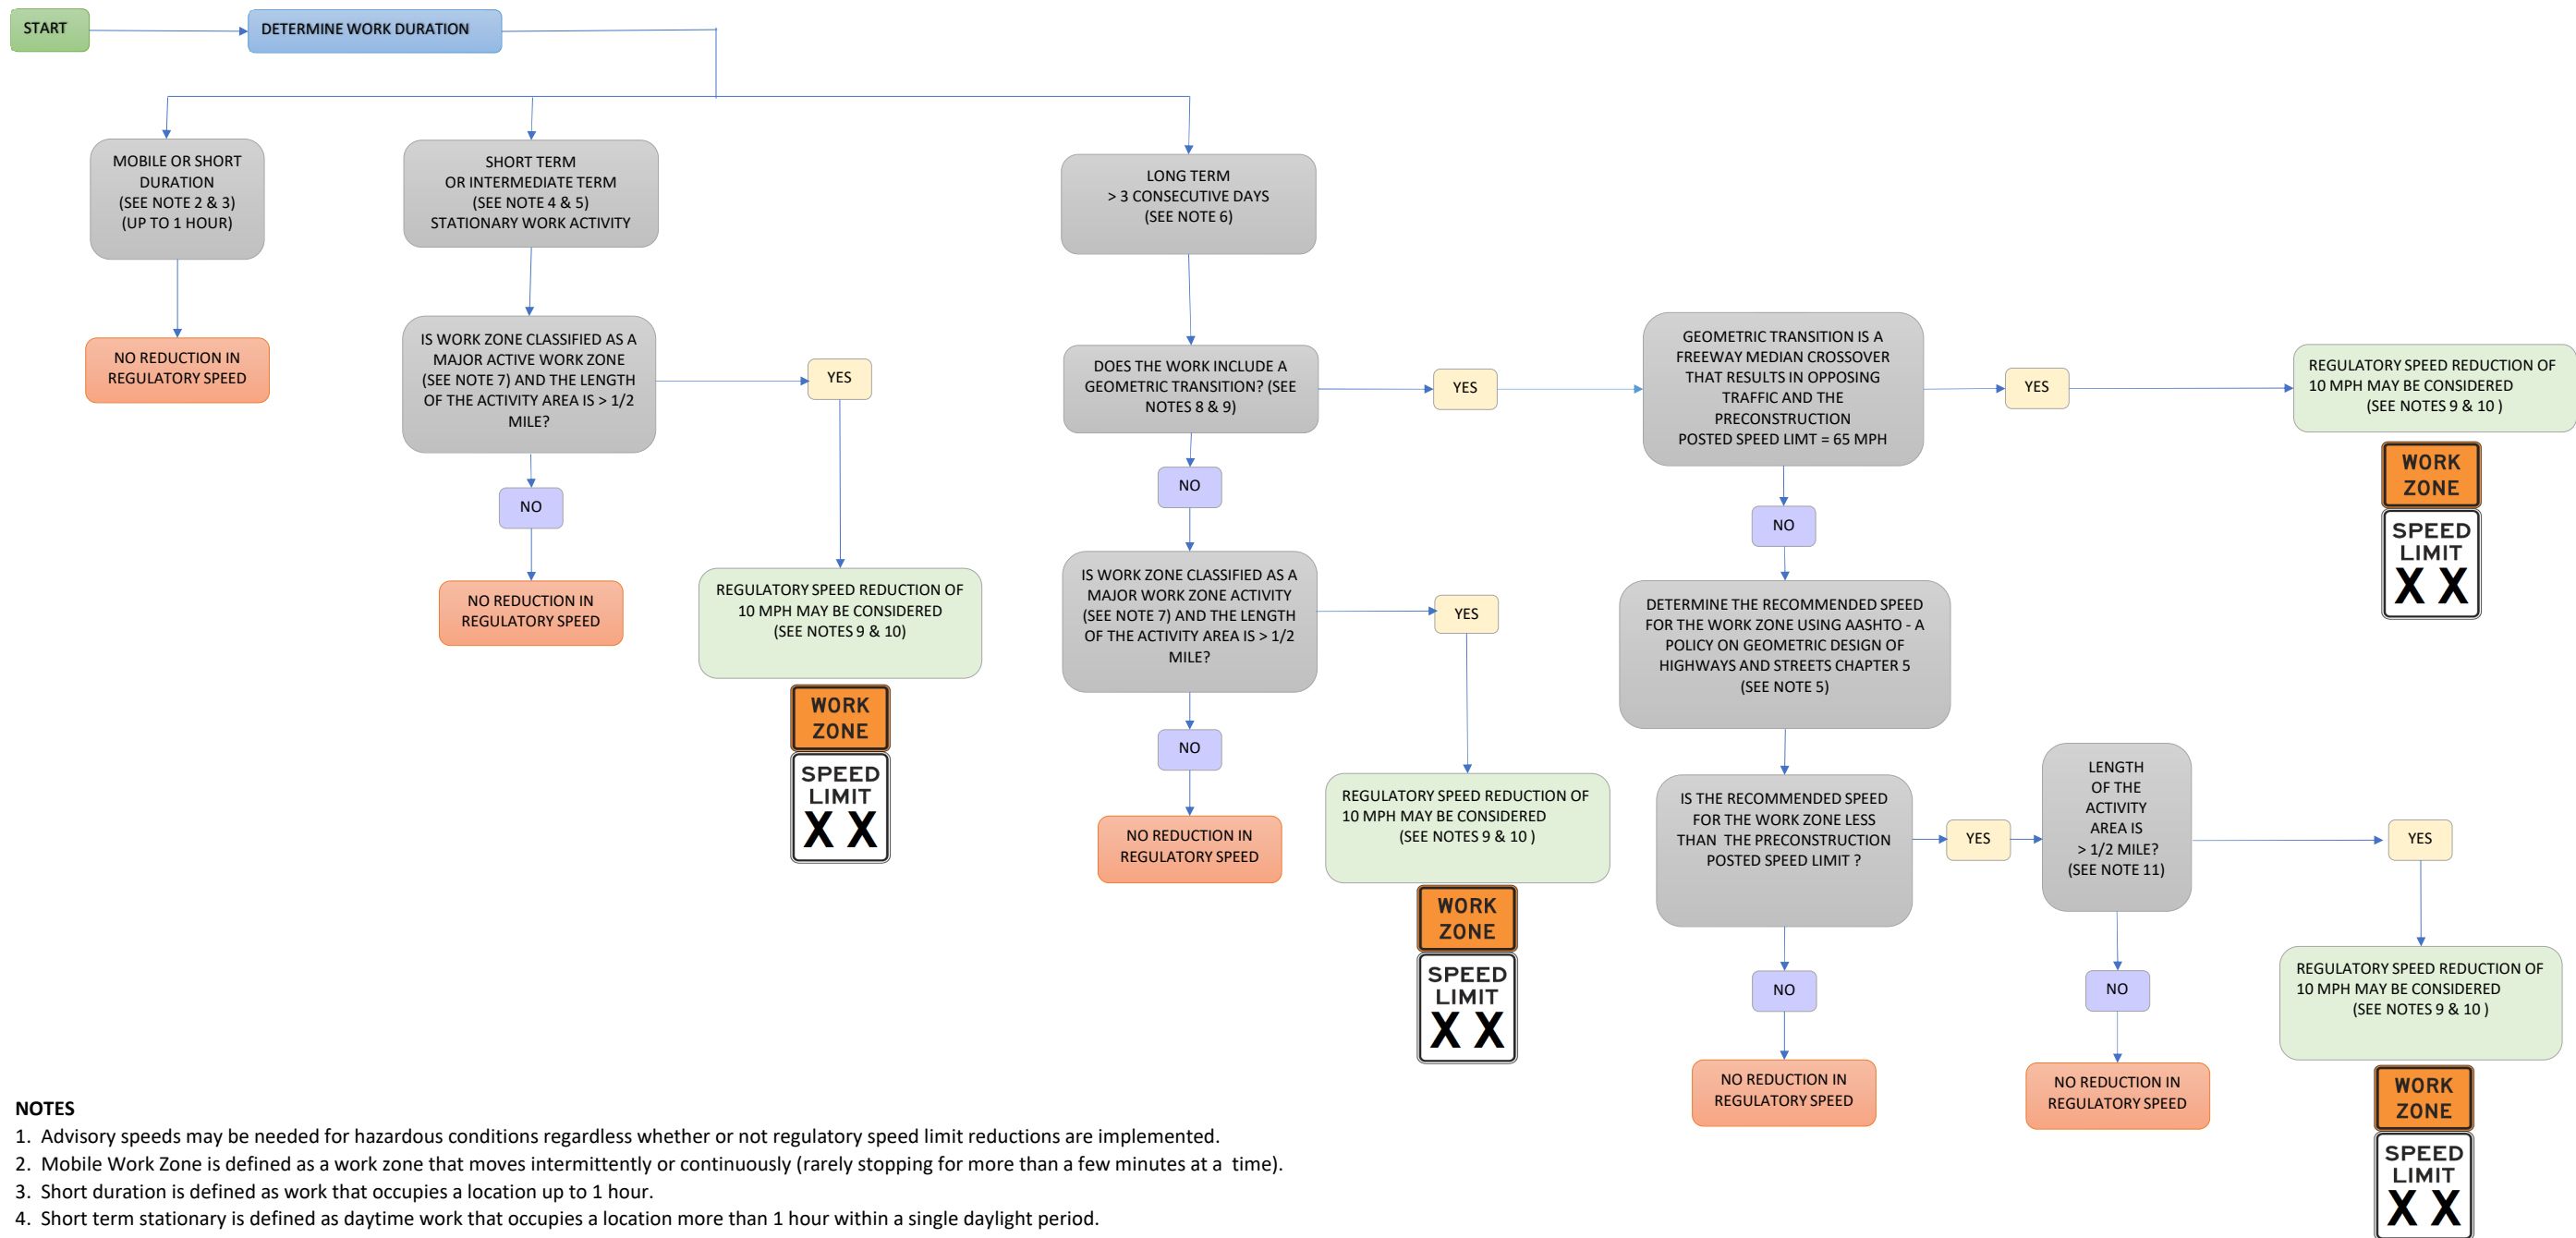 START
DETERMINE WORK DURATION
MOBILE OR SHORT
DURATION
(SEE NOTE 2 & 3)
(UP TO 1 HOUR)
NO REDUCTION IN
REGULATORY SPEED
SHORT TERM
OR INTERMEDIATE TERM
(SEE NOTE 4 & 5)
STATIONARY WORK ACTIVITY
IS WORK ZONE CLASSIFIED AS A
MAJOR ACTIVE WORK ZONE
(SEE NOTE 7) AND THE LENGTH
OF THE ACTIVITY AREA IS > 1/2
MILE?
YES
NO
NO REDUCTION IN
REGULATORY SPEED
REGULATORY SPEED REDUCTION OF
10 MPH MAY BE CONSIDERED
(SEE NOTES 9 & 10)
WORK
ZONE
SPEED
LIMIT
X X
LONG TERM
> 3 CONSECUTIVE DAYS
(SEE NOTE 6)
DOES THE WORK INCLUDE A
GEOMETRIC TRANSITION? (SEE
NOTES 8 & 9)
YES
NO
IS WORK ZONE CLASSIFIED AS A
MAJOR WORK ZONE ACTIVITY
(SEE NOTE 7) AND THE LENGTH
OF THE ACTIVITY AREA IS > 1/2
MILE?
YES
NO
NO REDUCTION IN
REGULATORY SPEED
REGULATORY SPEED REDUCTION OF
10 MPH MAY BE CONSIDERED
(SEE NOTES 9 & 10 )
WORK
ZONE
SPEED
LIMIT
X X
GEOMETRIC TRANSITION IS A
FREEWAY MEDIAN CROSSOVER
THAT RESULTS IN OPPOSING
TRAFFIC AND THE
PRECONSTRUCTION
POSTED SPEED LIMT = 65 MPH
YES
REGULATORY SPEED REDUCTION OF
10 MPH MAY BE CONSIDERED
(SEE NOTES 9 & 10 )
WORK
ZONE
SPEED
LIMIT
X X
NO
DETERMINE THE RECOMMENDED SPEED
FOR THE WORK ZONE USING AASHTO - A
POLICY ON GEOMETRIC DESIGN OF
HIGHWAYS AND STREETS CHAPTER 5
(SEE NOTE 5)
IS THE RECOMMENDED SPEED
FOR THE WORK ZONE LESS
THAN THE PRECONSTRUCTION
POSTED SPEED LIMIT ?
YES
NO
NO REDUCTION IN
REGULATORY SPEED
LENGTH
OF THE
ACTIVITY
AREA IS
> 1/2 MILE?
(SEE NOTE 11)
YES
NO
NO REDUCTION IN
REGULATORY SPEED
REGULATORY SPEED REDUCTION OF
10 MPH MAY BE CONSIDERED
(SEE NOTES 9 & 10 )
WORK
ZONE
SPEED
LIMIT
X X
NOTES
1. Advisory speeds may be needed for hazardous conditions regardless whether or not regulatory speed limit reductions are implemented.
2. Mobile Work Zone is defined as a work zone that moves intermittently or continuously (rarely stopping for more than a few minutes at a time).
3. Short duration is defined as work that occupies a location up to 1 hour.
4. Short term stationary is defined as daytime work that occupies a location more than 1 hour within a single daylight period.